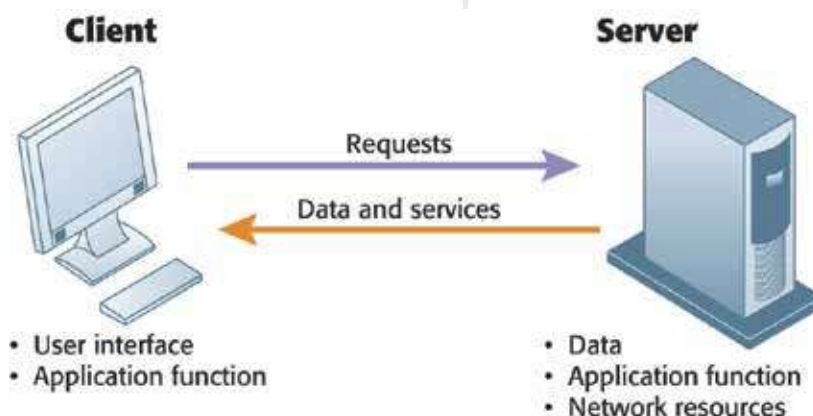 Client
Server
Requests
Data and services
• User interface
• Application function
• Data
• Application function
• Network resources